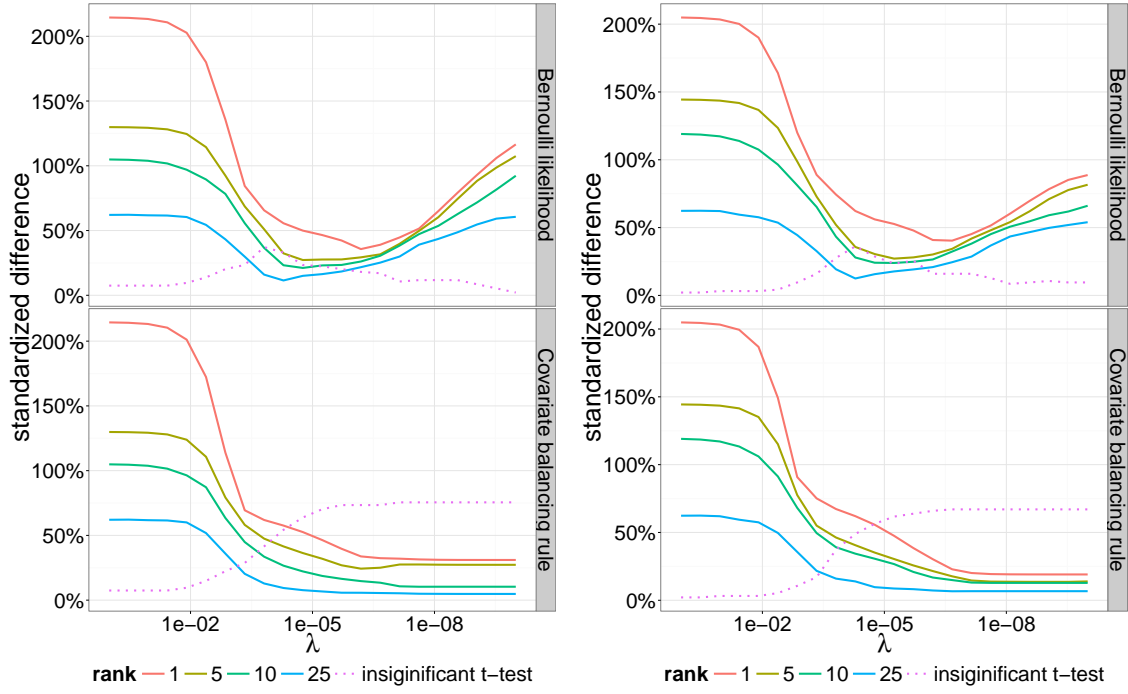 standardized difference
200%
150%
100%
50%
0%
Bernoulli likelihood
200%
150%
100%
50%
0%
Covariate balancing rule
1e−02 1e−05 1e−08
λ
rank 1 5 10 25 insiginificant t−test
standardized difference
200%
150%
100%
50%
0%
Bernoulli likelihood
200%
150%
100%
50%
0%
Covariate balancing rule
1e−02 1e−05 1e−08
λ
rank 1 5 10 25 insiginificant t−test